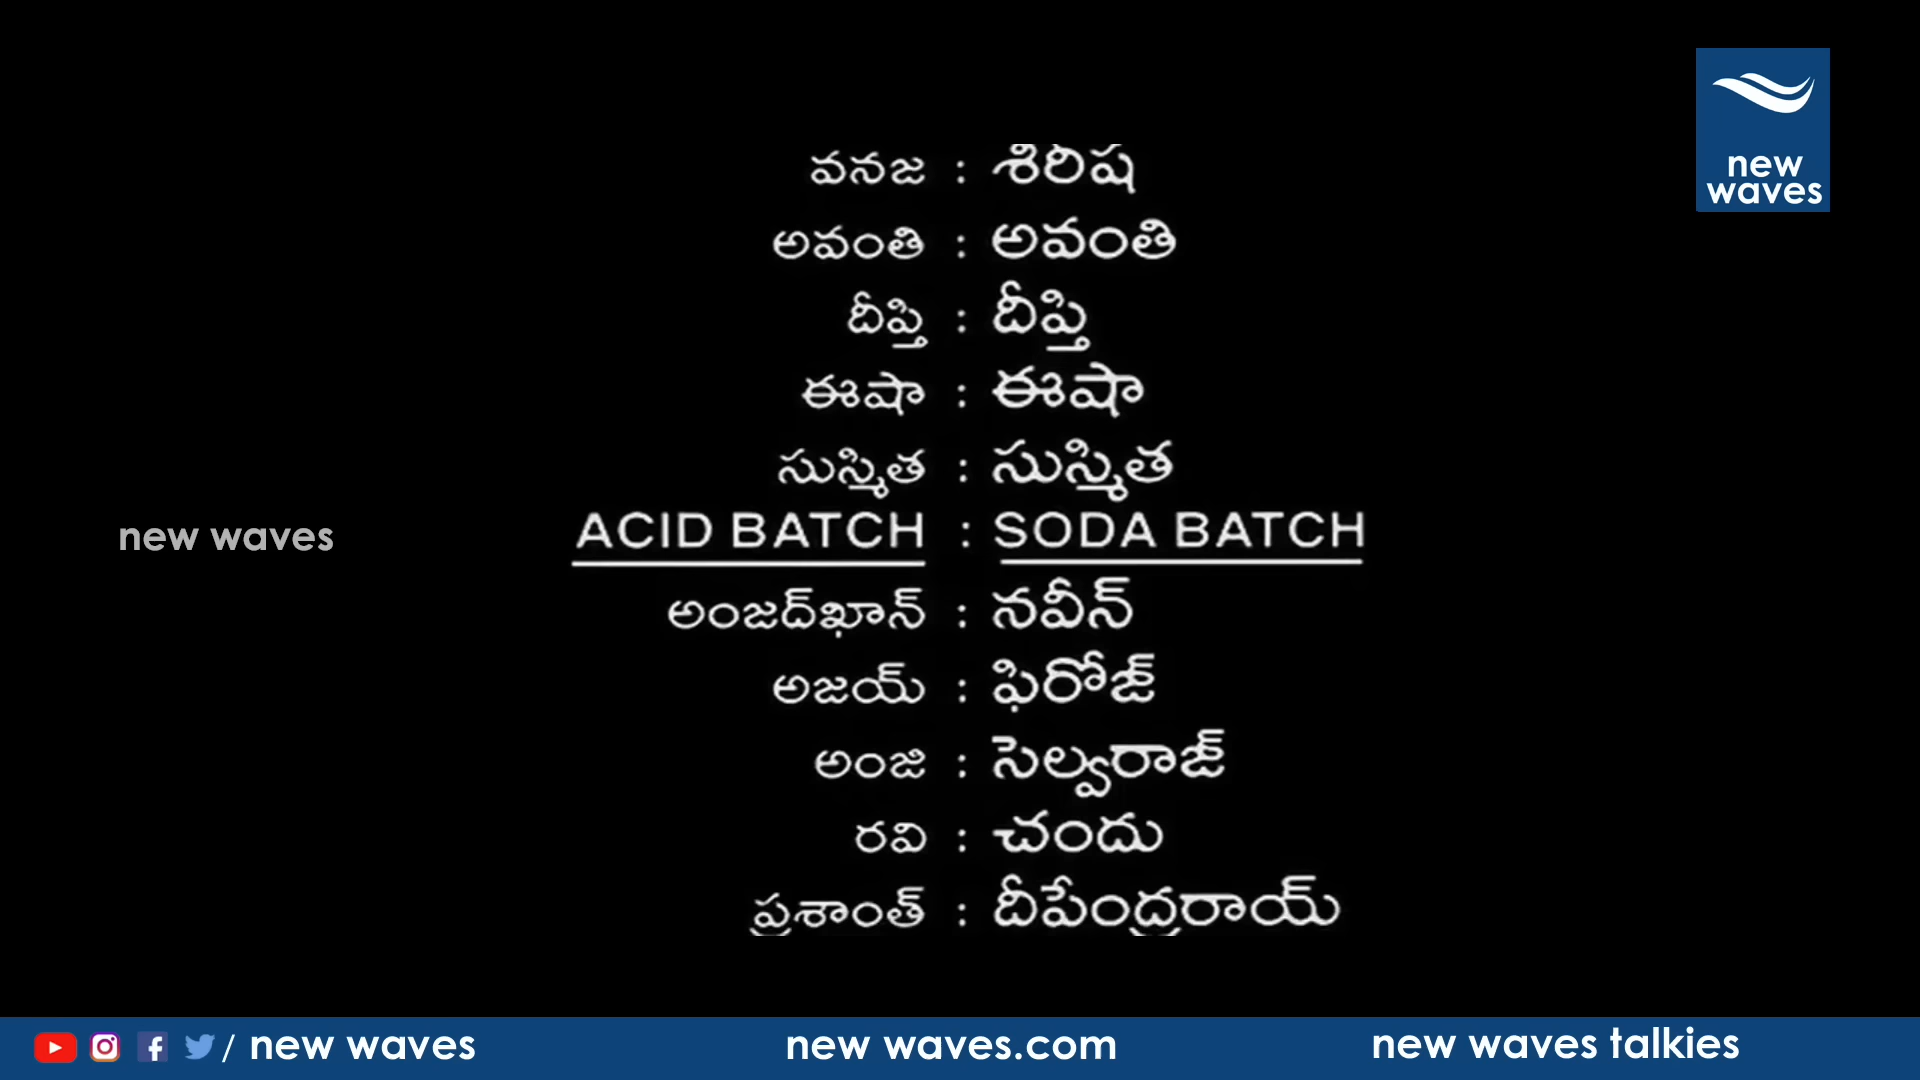 new
waves
వనజ : శిరీష
అవంతి : అవంతి
దీప్తి : దీప్తి
ఈషా : ఈషా
సుస్మిత : సుస్మిత
ACID BATCH : SODA BATCH
new waves
అంజద్‌ఖాన్ : నవీన్
అజయ్ : ఫిరోజ్
అంజి : సెల్వరాజ్
రవి : చందు
ప్రశాంత్ : దీపేంద్రరాయ్
/ new waves new waves.com new waves talkies